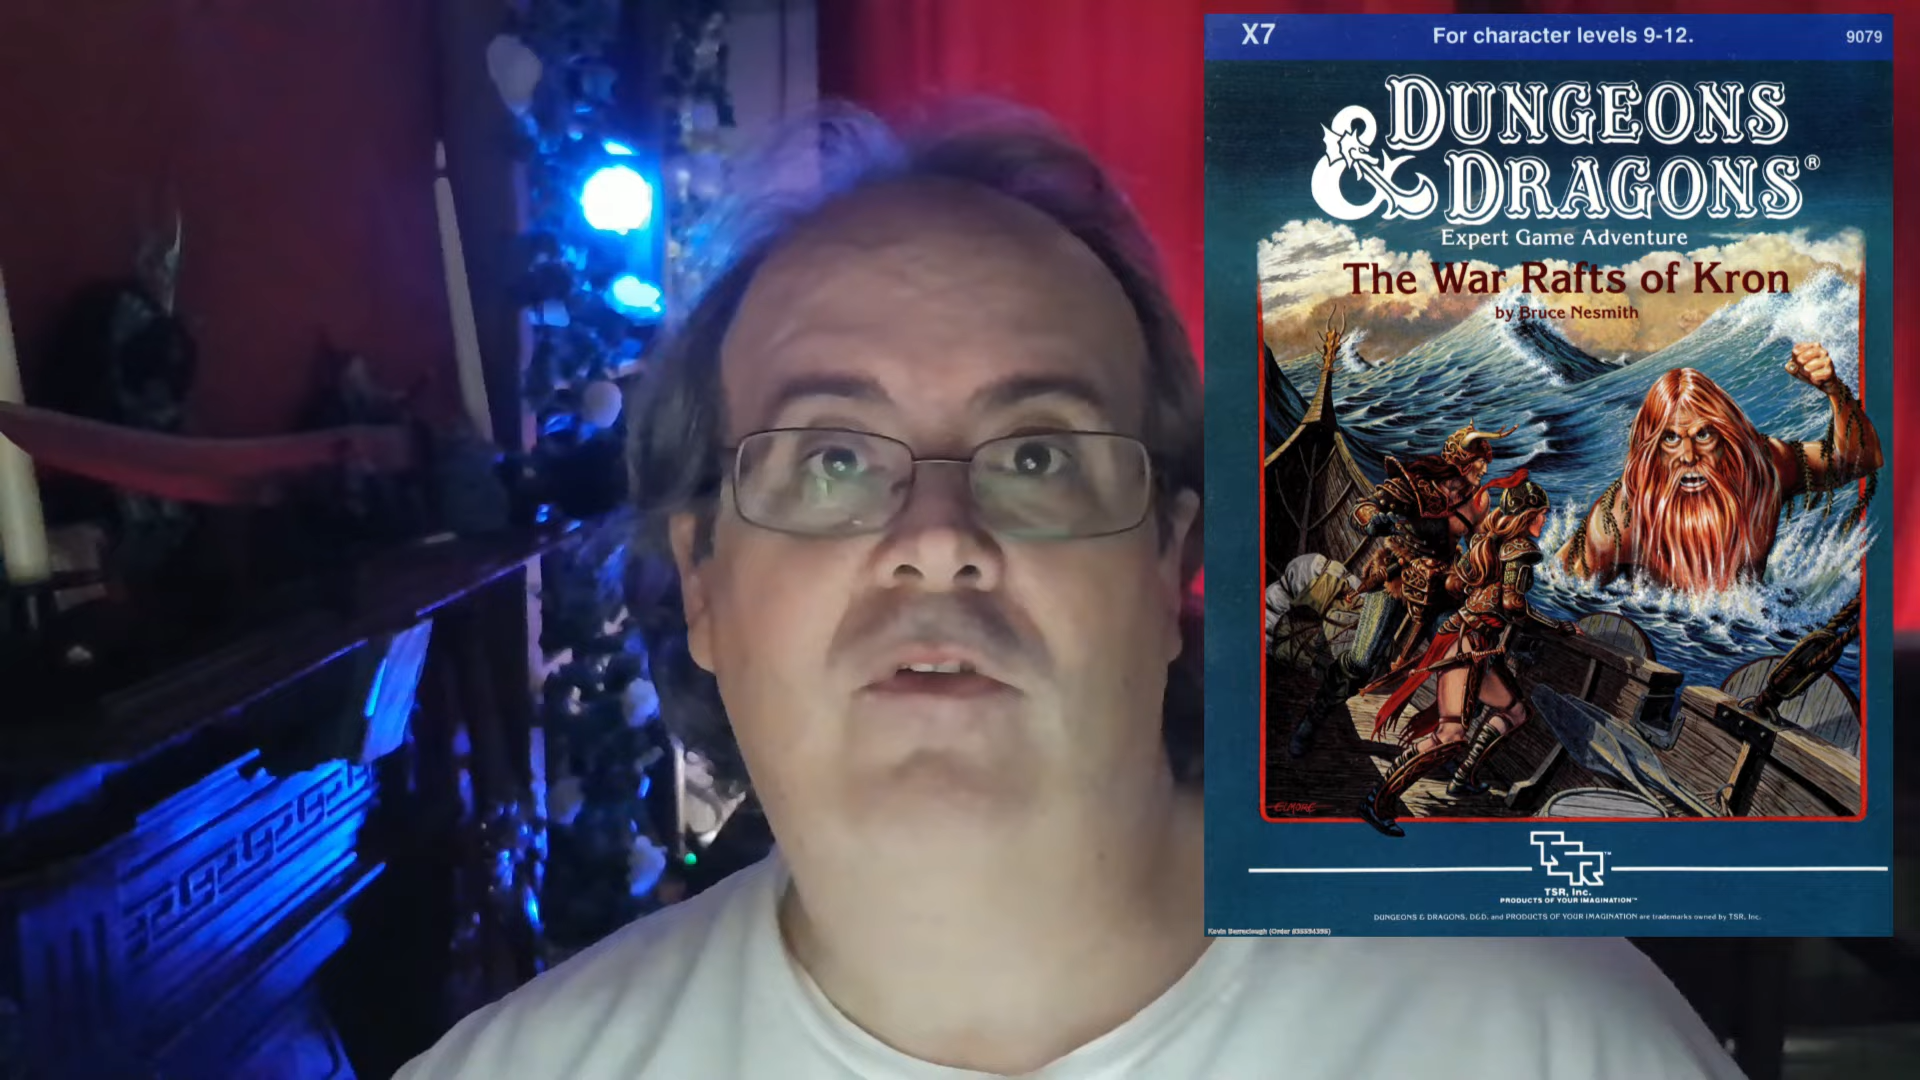 X7
For character levels 9-12.
9079
DUNGEONS
& DRAGONS®
Expert Game Adventure
The War Rafts of Kron
by Bruce Nesmith
ELMORE
TSR™
TSR, Inc.
PRODUCTS OF YOUR IMAGINATION™
DUNGEONS & DRAGONS, D&D, and PRODUCTS OF YOUR IMAGINATION are trademarks owned by TSR, Inc.